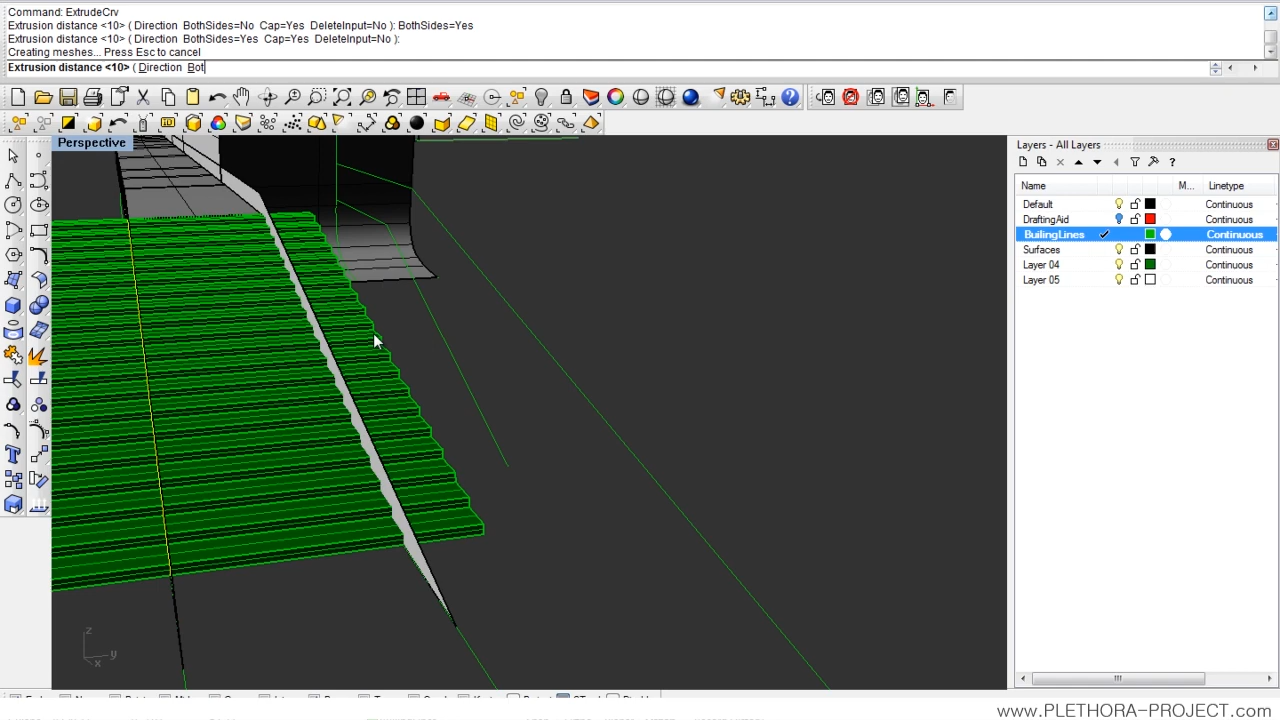 Command: ExtrudeCrv
Extrusion distance <10> ( Direction BothSides=No Cap=Yes DeleteInput=No ): BothSides=Yes
Extrusion distance <10> ( Direction BothSides=Yes Cap=Yes DeleteInput=No ):
Creating meshes... Press Esc to cancel
Extrusion distance <10> ( Direction Bot
Perspective
Layers - All Layers
Name M... Linetype
Default Continuous
DraftingAid Continuous
BuilingLines Continuous
Surfaces Continuous
Layer 04 Continuous
Layer 05 Continuous
z
y
x
www.PLETHORA-PROJECT.com